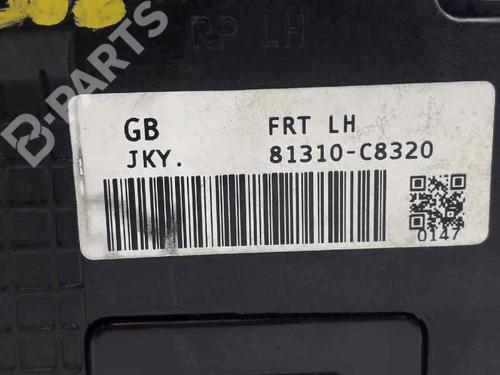 B-PARTS
RP LH
GB FRT LH
JKY. 81310-C8320
0147